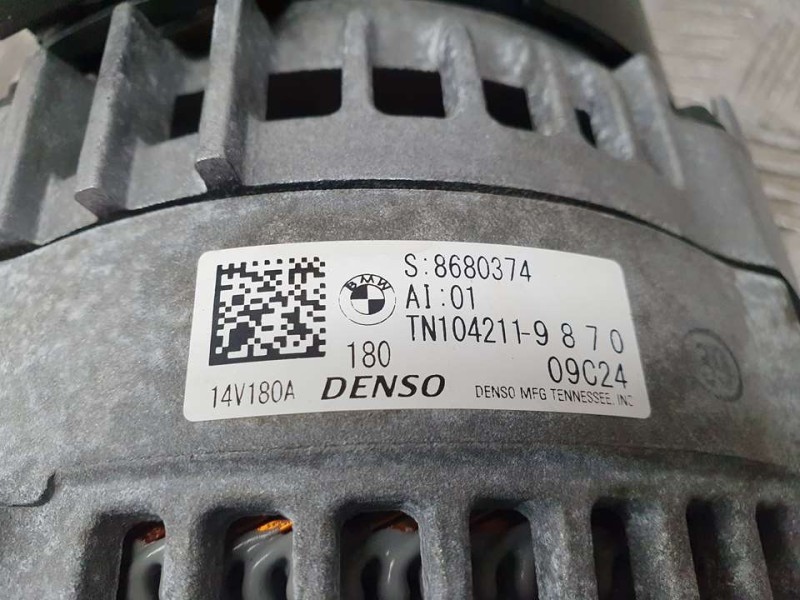 S:8680374
BMW
AI:01
TN104211-9870
180
09C24
14V180A
DENSO
DENSO MFG TENNESSEE, INC